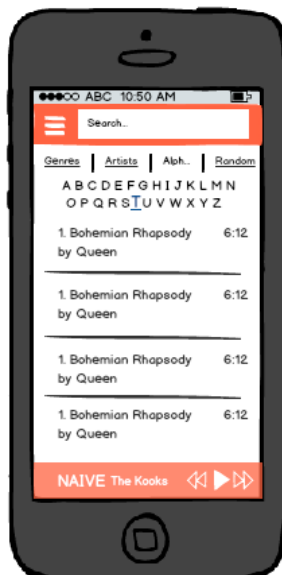 ABC 10:50 AM
Search..
Genres Artists Alph.. Random
A B C D E F G H I J K L M N
O P Q R S T U V W X Y Z
1. Bohemian Rhapsody 6:12
by Queen
1. Bohemian Rhapsody 6:12
by Queen
1. Bohemian Rhapsody 6:12
by Queen
1. Bohemian Rhapsody 6:12
by Queen
NAIVE The Kooks